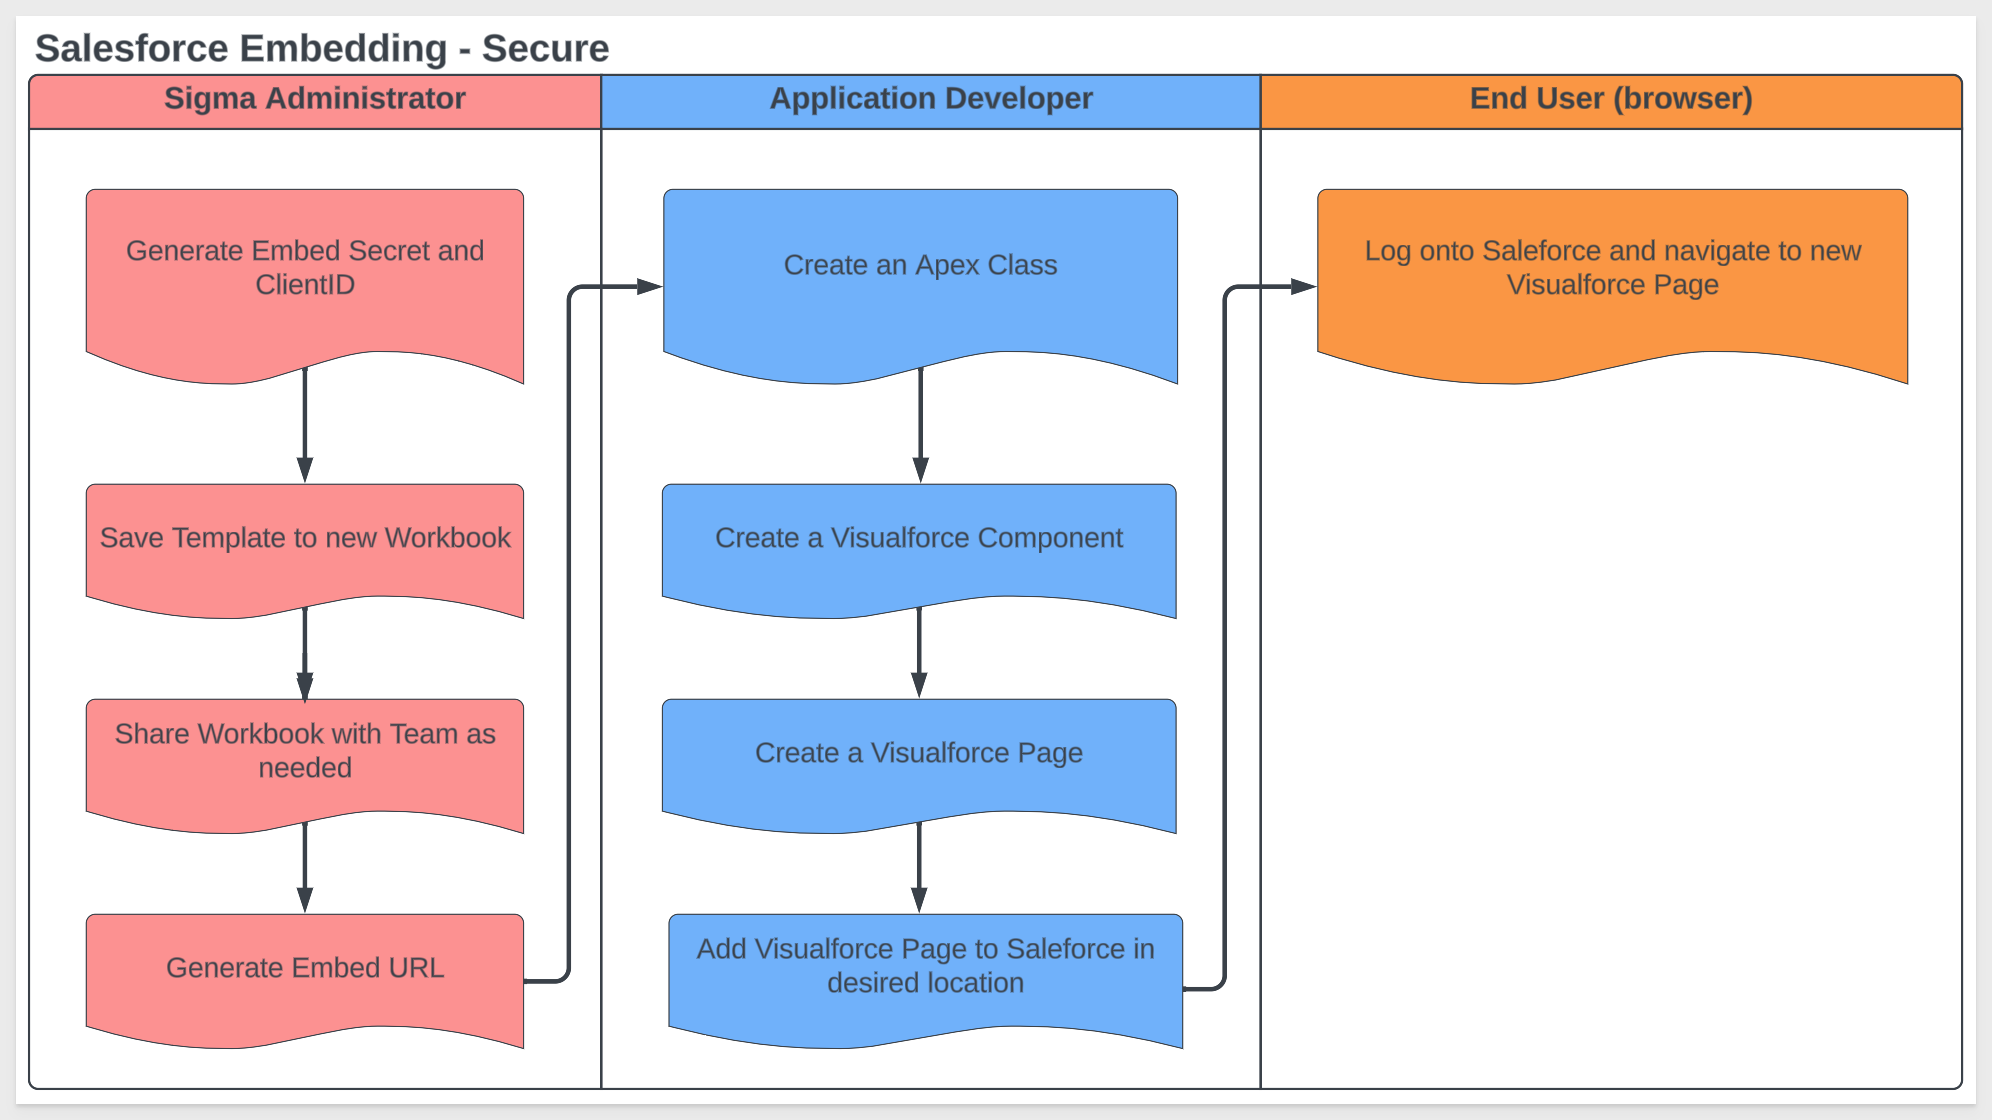 Salesforce Embedding - Secure
Sigma Administrator
Application Developer
End User (browser)
Generate Embed Secret and
ClientID
Save Template to new Workbook
Share Workbook with Team as
needed
Generate Embed URL
Create an Apex Class
Create a Visualforce Component
Create a Visualforce Page
Add Visualforce Page to Saleforce in
desired location
Log onto Saleforce and navigate to new
Visualforce Page